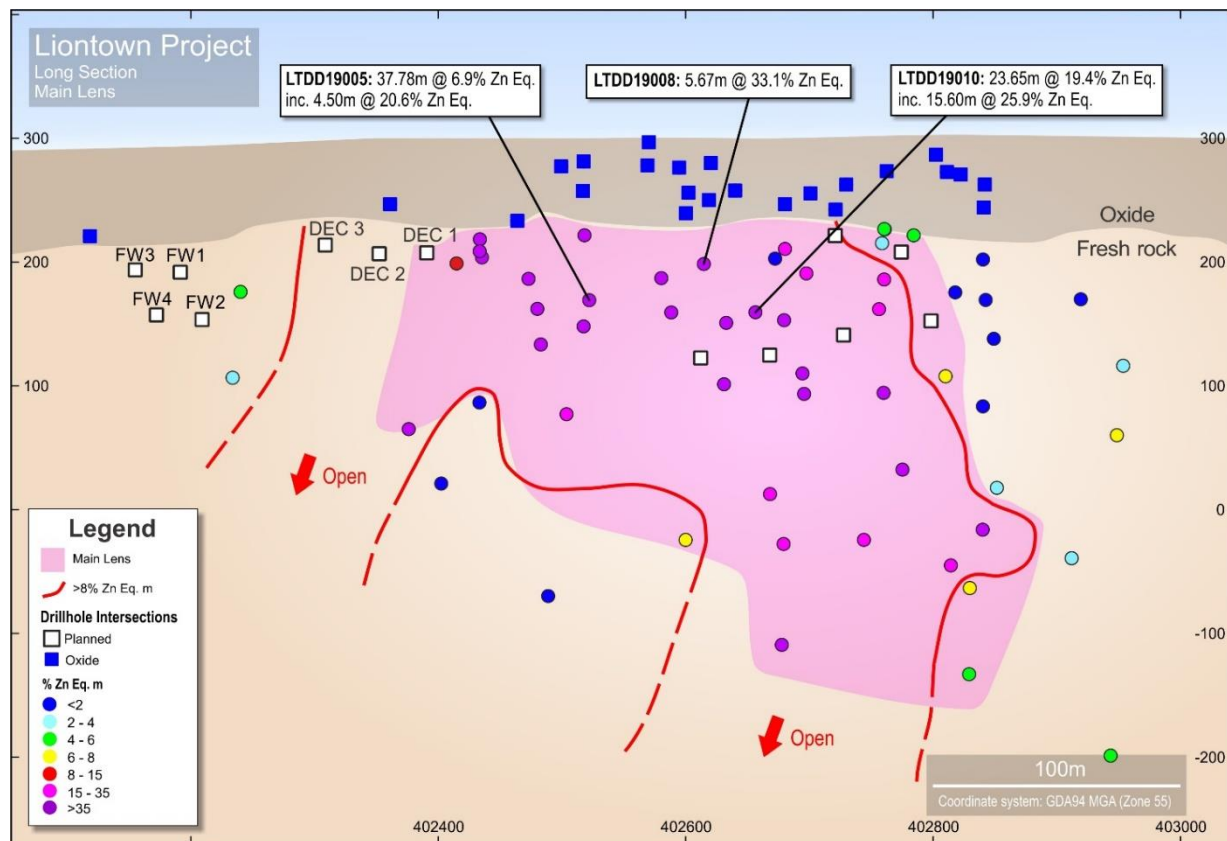 Liontown Project
Long Section
Main Lens
LTDD19005: 37.78m @ 6.9% Zn Eq.
inc. 4.50m @ 20.6% Zn Eq.
LTDD19008: 5.67m @ 33.1% Zn Eq.
LTDD19010: 23.65m @ 19.4% Zn Eq.
inc. 15.60m @ 25.9% Zn Eq.
300
300
Oxide
Fresh rock
DEC 3
DEC 2
DEC 1
FW3
FW1
FW4
FW2
200
200
100
100
Open
0
Legend
Main Lens
>8% Zn Eq. m
Drillhole Intersections
Planned
Oxide
% Zn Eq. m
<2
2 - 4
4 - 6
6 - 8
8 - 15
15 - 35
>35
-100
Open
-200
100m
Coordinate system: GDA94 MGA (Zone 55)
402400
402600
402800
403000